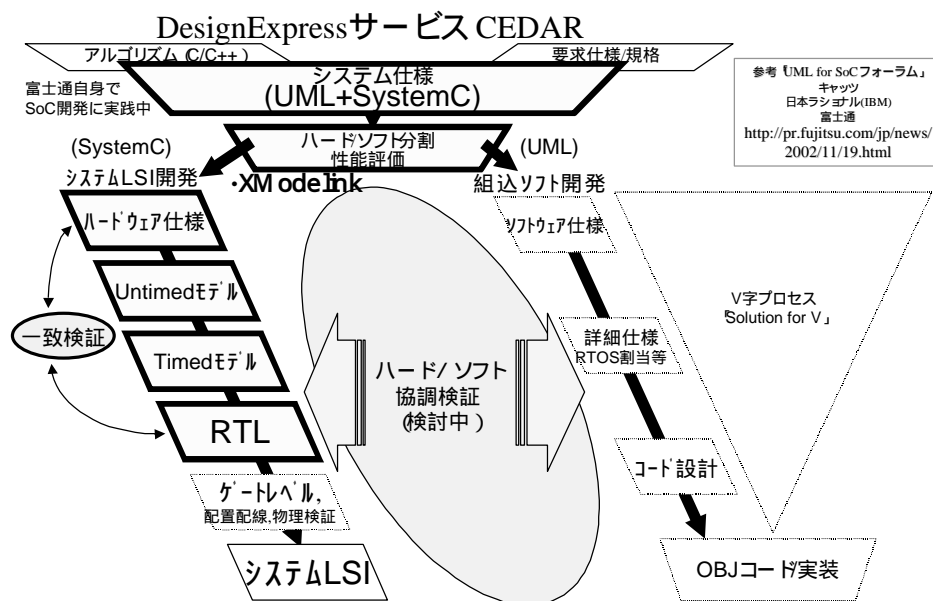 DesignExpressサービス CEDAR
アルゴリズム (C/C++ )
要求仕様/規格
システム仕様
(UML+SystemC)
富士通自身で
SoC開発に実践中
参考 「UML for SoCフォーラム」
キャッツ
日本ラショナル(IBM)
富士通
http://pr.fujitsu.com/jp/news/
2002/11/19.html
ハード/ソフト分割
性能評価
(SystemC)
システムLSI開発
・XModelink
(UML)
組込ソフト開発
ハードウェア仕様
Untimedモデル
一致検証
Timedモデル
RTL
ゲートレベル,
配置配線,物理検証
システムLSI
ハード/ ソフト
協調検証
(検討中 )
ソフトウェア仕様
詳細仕様
RTOS割当等
コード設計
OBJコード/実装
V字プロセス
「Solution for V」